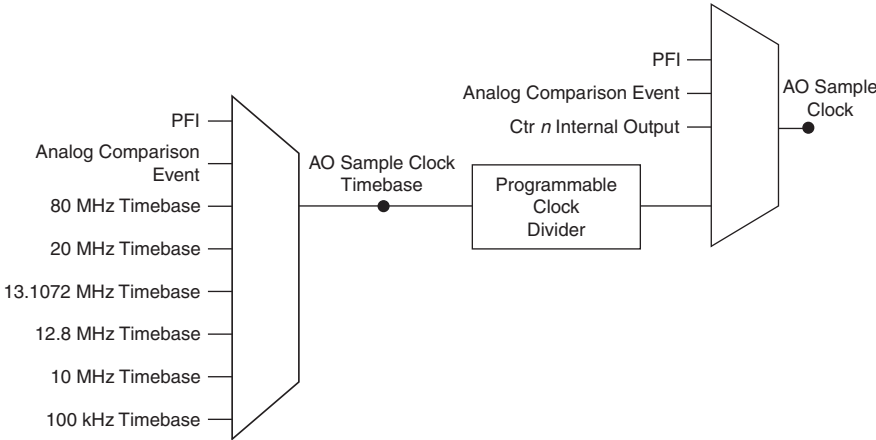 PFI
Analog Comparison
Event
80 MHz Timebase
20 MHz Timebase
13.1072 MHz Timebase
12.8 MHz Timebase
10 MHz Timebase
100 kHz Timebase
AO Sample Clock
Timebase
Programmable
Clock
Divider
PFI
Analog Comparison Event
Ctr n Internal Output
AO Sample
Clock